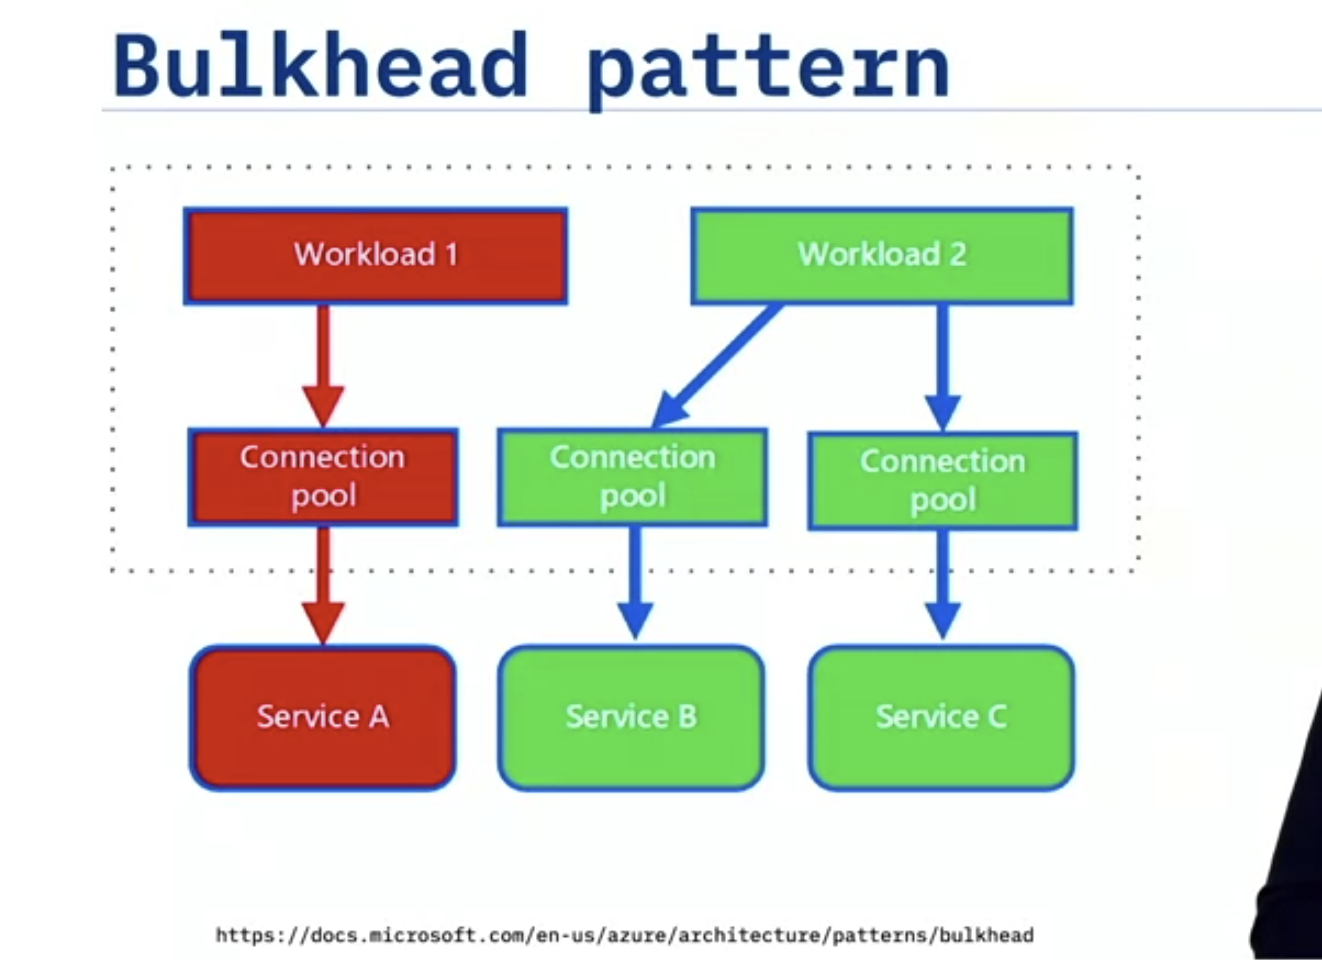 Bulkhead pattern
Workload 1
Workload 2
Connection
pool
Connection
pool
Connection
pool
Service A
Service B
Service C
https://docs.microsoft.com/en-us/azure/architecture/patterns/bulkhead